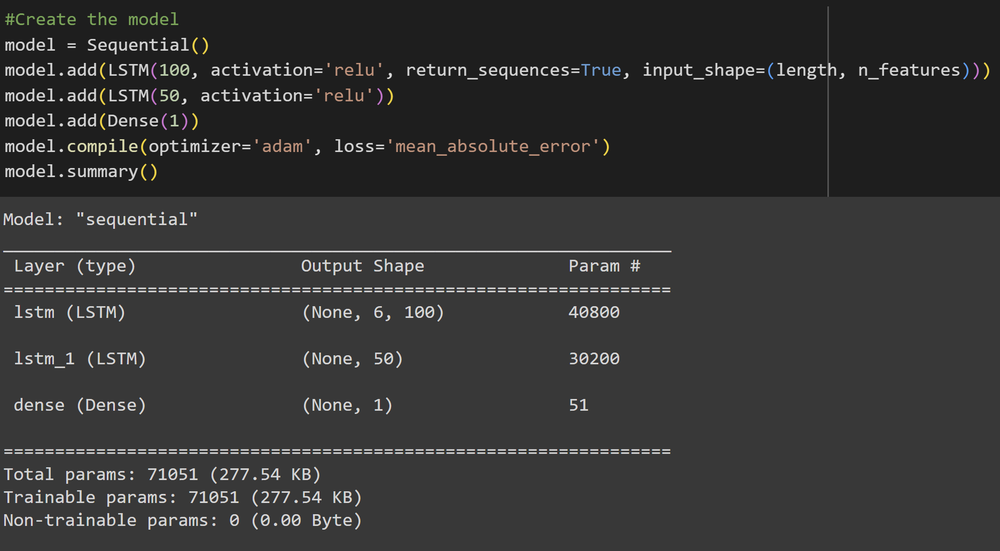 #Create the model
model = Sequential()
model.add(LSTM(100, activation='relu', return_sequences=True, input_shape=(length, n_features)))
model.add(LSTM(50, activation='relu'))
model.add(Dense(1))
model.compile(optimizer='adam', loss='mean_absolute_error')
model.summary()
Model: "sequential"
_________________________________________________________________
Layer (type) Output Shape Param #
=================================================================
lstm (LSTM) (None, 6, 100) 40800
lstm_1 (LSTM) (None, 50) 30200
dense (Dense) (None, 1) 51
=================================================================
Total params: 71051 (277.54 KB)
Trainable params: 71051 (277.54 KB)
Non-trainable params: 0 (0.00 Byte)